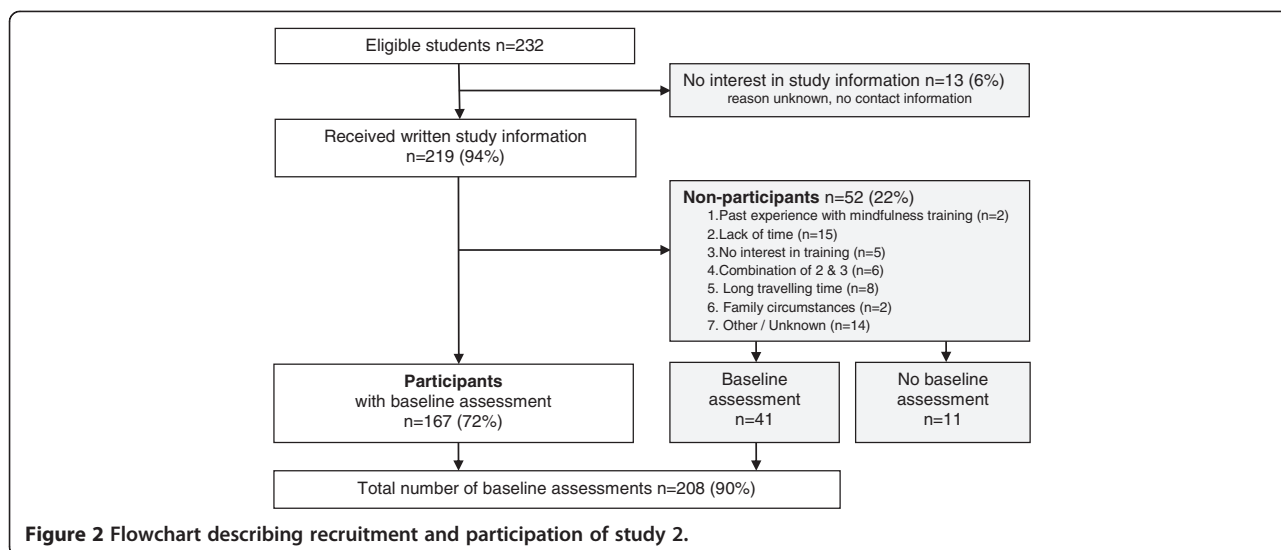 Eligible students n=232
No interest in study information n=13 (6%)
reason unknown, no contact information
Received written study information
n=219 (94%)
Non-participants n=52 (22%)
1.Past experience with mindfulness training (n=2)
2.Lack of time (n=15)
3.No interest in training (n=5)
4.Combination of 2 & 3 (n=6)
5. Long travelling time (n=8)
6. Family circumstances (n=2)
7. Other / Unknown (n=14)
Participants
with baseline assessment
n=167 (72%)
Baseline
assessment
n=41
No baseline
assessment
n=11
Total number of baseline assessments n=208 (90%)
Figure 2 Flowchart describing recruitment and participation of study 2.